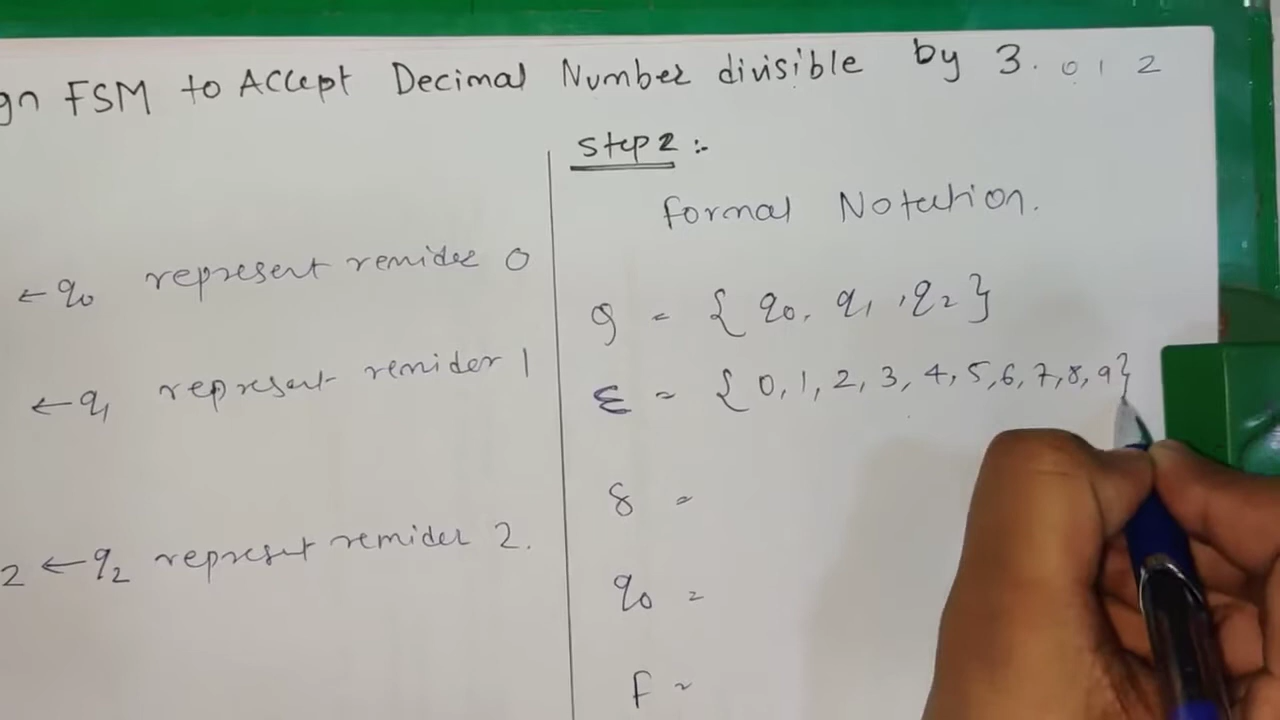 gn FSM to Accept Decimal Number divisible by 3. 0 1 2
← q0 represent remider 0
← q1 represent remider 1
2 ← q2 represent remider 2.
Step 2 :-
Formal Notation.
Q = { q0, q1, q2 }
Σ = { 0, 1, 2, 3, 4, 5, 6, 7, 8, 9 }
δ =
q0 =
F =